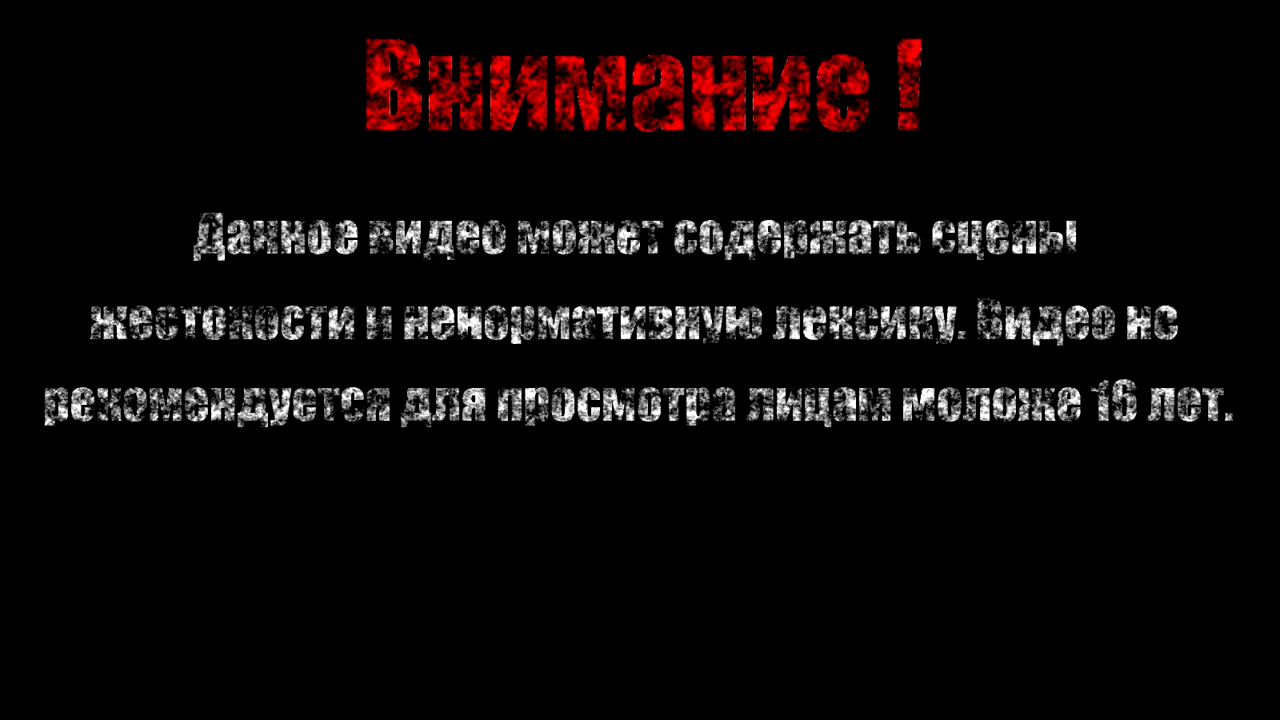 Внимание !
Данное видео может содержать сцены
жестокости и ненормативную лексику. Видео не
рекомендуется для просмотра лицам моложе 16 лет.